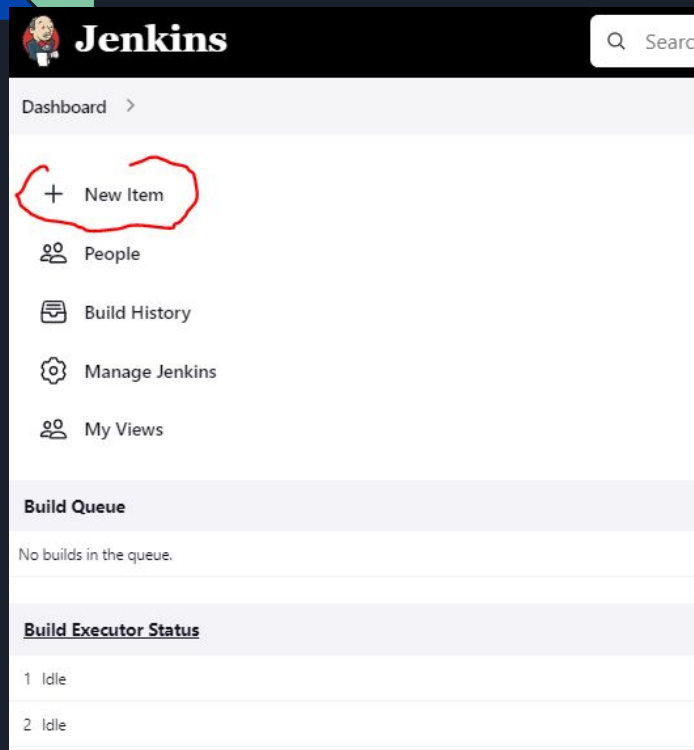 Jenkins
Searc
Dashboard
New Item
People
Build History
Manage Jenkins
My Views
Build Queue
No builds in the queue.
Build Executor Status
1 Idle
2 Idle